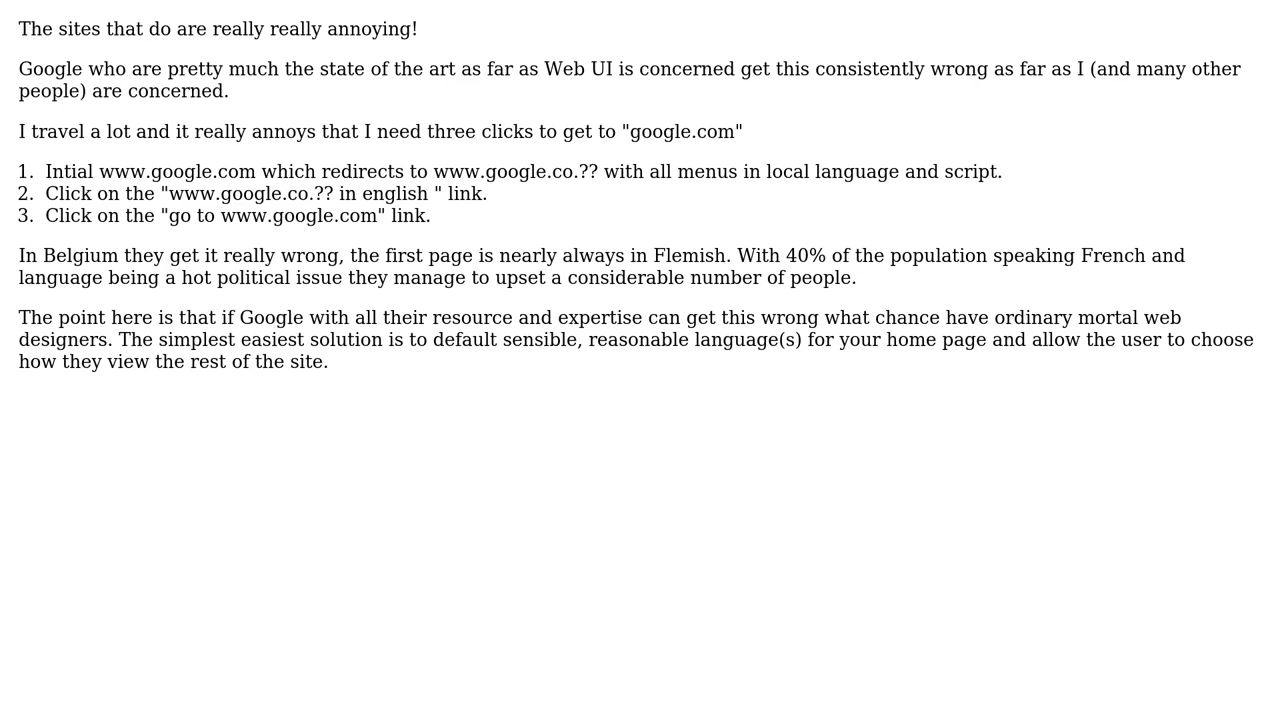 The sites that do are really really annoying!
Google who are pretty much the state of the art as far as Web UI is concerned get this consistently wrong as far as I (and many other
people) are concerned.
I travel a lot and it really annoys that I need three clicks to get to "google.com"
1. Intial www.google.com which redirects to www.google.co.?? with all menus in local language and script.
2. Click on the "www.google.co.?? in english " link.
3. Click on the "go to www.google.com" link.
In Belgium they get it really wrong, the first page is nearly always in Flemish. With 40% of the population speaking French and
language being a hot political issue they manage to upset a considerable number of people.
The point here is that if Google with all their resource and expertise can get this wrong what chance have ordinary mortal web
designers. The simplest easiest solution is to default sensible, reasonable language(s) for your home page and allow the user to choose
how they view the rest of the site.